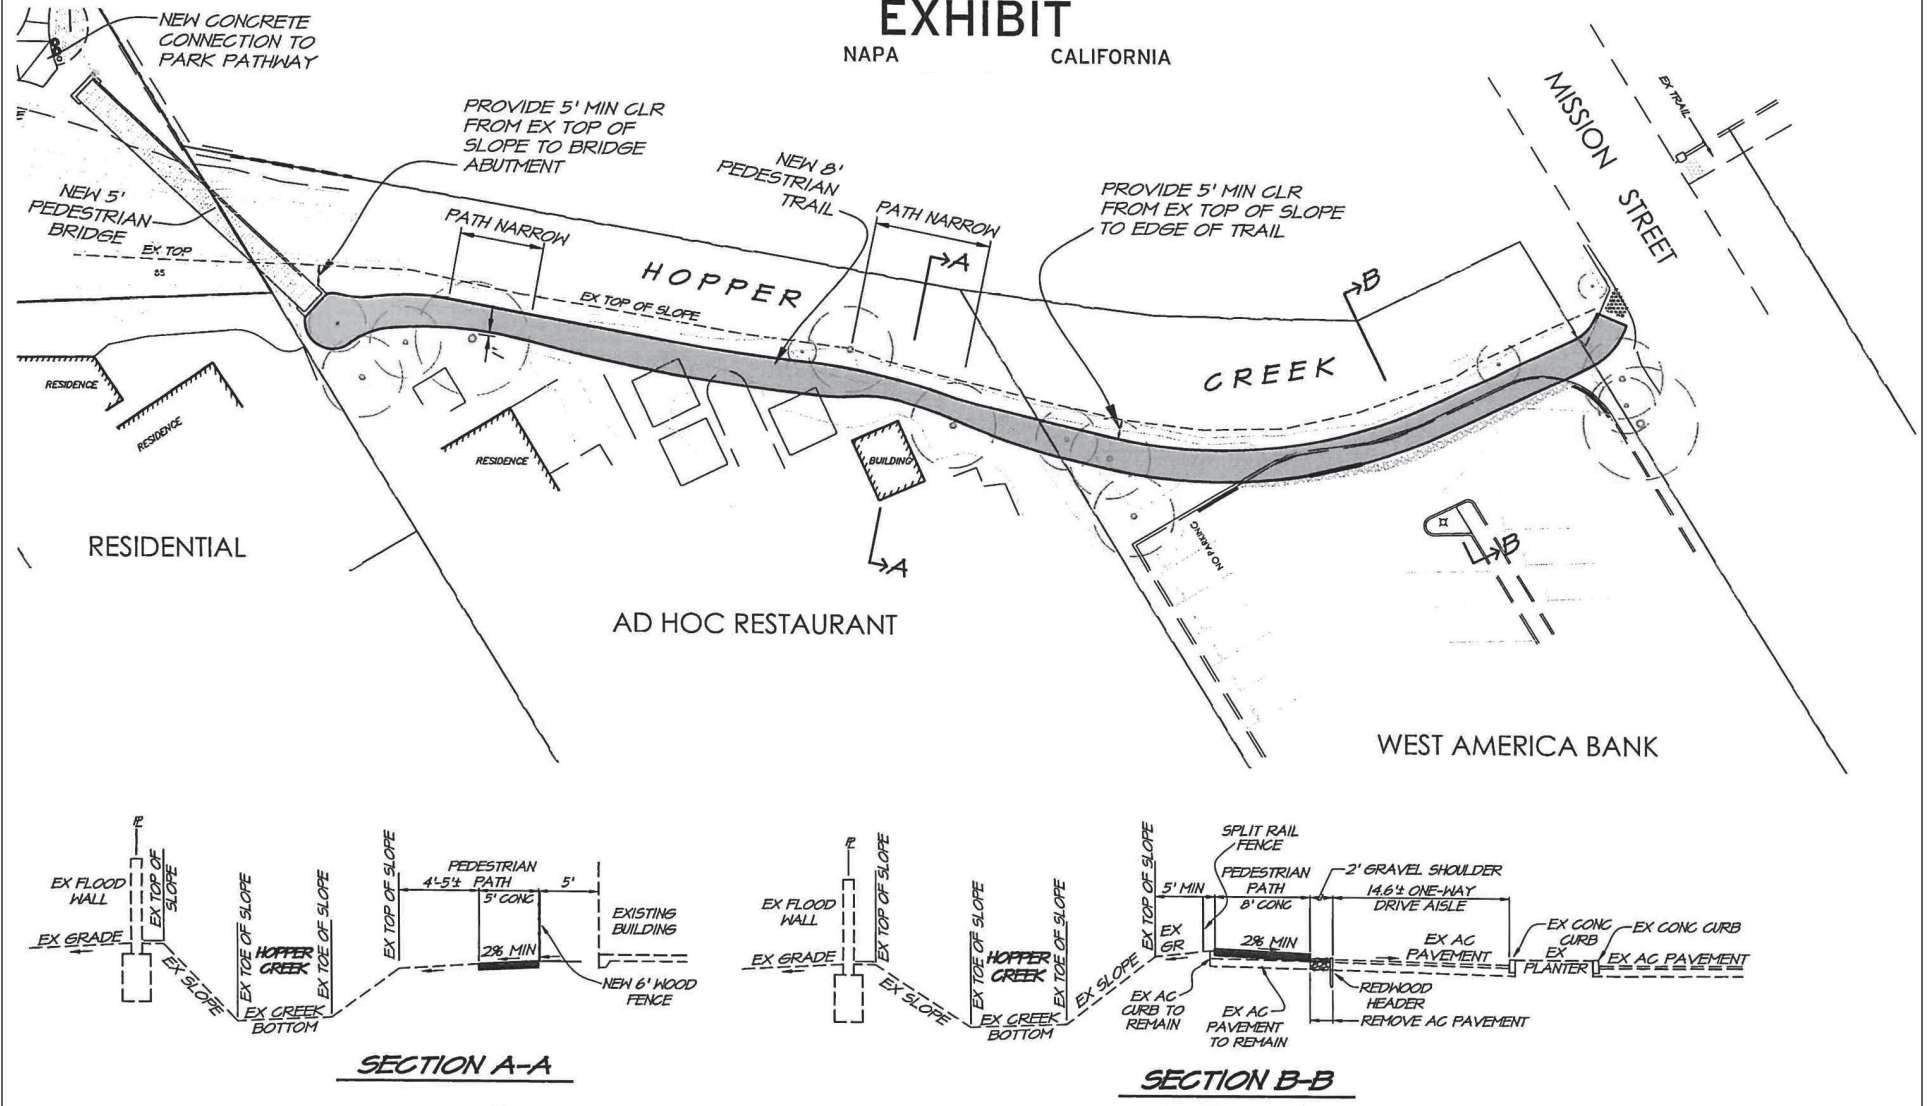 EXHIBIT
NAPA CALIFORNIA
NEW CONCRETE
CONNECTION TO
PARK PATHWAY
PROVIDE 5' MIN CLR
FROM EX TOP OF
SLOPE TO BRIDGE
ABUTMENT
NEW 5'
PEDESTRIAN
BRIDGE
EX TOP
PATH NARROW
NEW 8'
PEDESTRIAN
TRAIL
PATH NARROW
PROVIDE 5' MIN CLR
FROM EX TOP OF SLOPE
TO EDGE OF TRAIL
MISSION STREET
EX TRAIL
A
B
HOPPER
CREEK
EX TOP OF SLOPE
RESIDENCE
RESIDENCE
RESIDENCE
BUILDING
NO PARKING
A
B
RESIDENTIAL
AD HOC RESTAURANT
WEST AMERICA BANK
PL
EX FLOOD
WALL
EX TOP OF
SLOPE
EX GRADE
EX SLOPE
EX TOE OF SLOPE
HOPPER
CREEK
EX TOE OF SLOPE
EX CREEK
BOTTOM
EX TOP OF SLOPE
PEDESTRIAN
4'-5'± PATH 5'
5' CONC
2% MIN
EXISTING
BUILDING
NEW 6' WOOD
FENCE
SECTION A-A
PL
EX FLOOD
WALL
EX TOP OF SLOPE
EX GRADE
EX SLOPE
EX TOE OF SLOPE
HOPPER
CREEK
EX TOE OF SLOPE
EX CREEK
BOTTOM
EX SLOPE
EX TOP OF SLOPE
SPLIT RAIL
FENCE
5' MIN
EX
GR
PEDESTRIAN
PATH
8' CONC
2% MIN
2' GRAVEL SHOULDER
14.6'± ONE-WAY
DRIVE AISLE
EX AC
PAVEMENT
EX CONC
CURB
EX
PLANTER
EX CONC CURB
EX AC PAVEMENT
EX AC
CURB TO
REMAIN
EX AC
PAVEMENT
TO REMAIN
REDWOOD
HEADER
REMOVE AC PAVEMENT
SECTION B-B